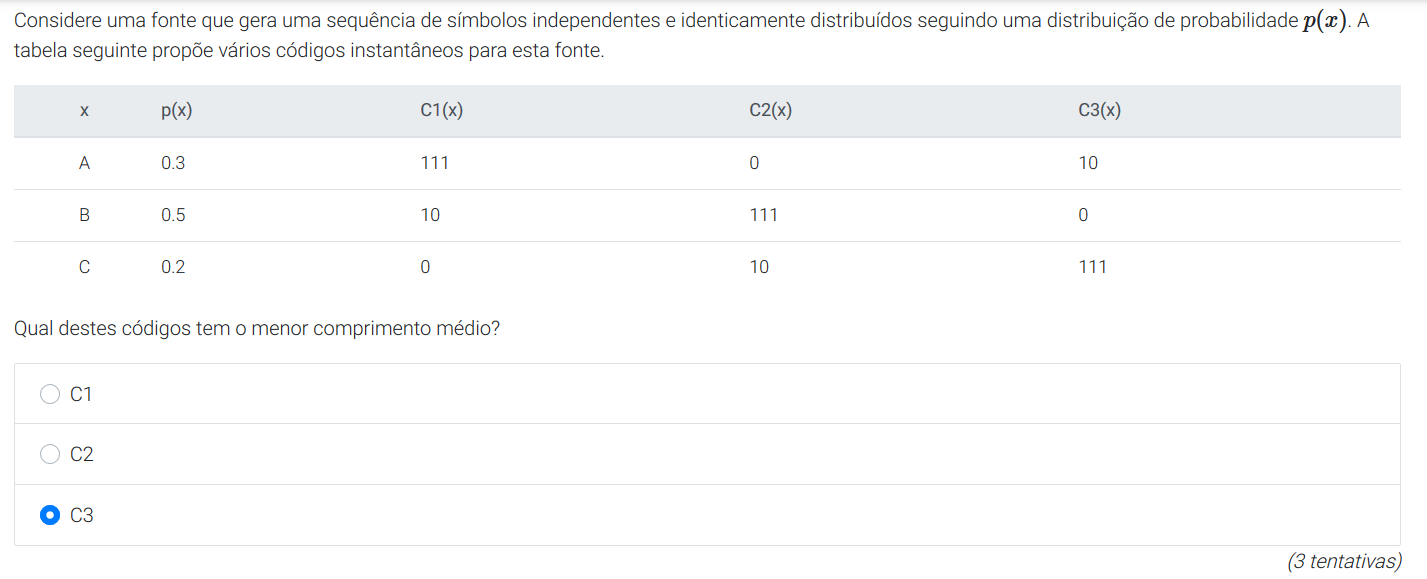 Considere uma fonte que gera uma sequência de símbolos independentes e identicamente distribuídos seguindo uma distribuição de probabilidade p(x). A
tabela seguinte propõe vários códigos instantâneos para esta fonte.
x p(x) C1(x) C2(x) C3(x)
A 0.3 111 0 10
B 0.5 10 111 0
C 0.2 0 10 111
Qual destes códigos tem o menor comprimento médio?
C1
C2
C3
(3 tentativas)